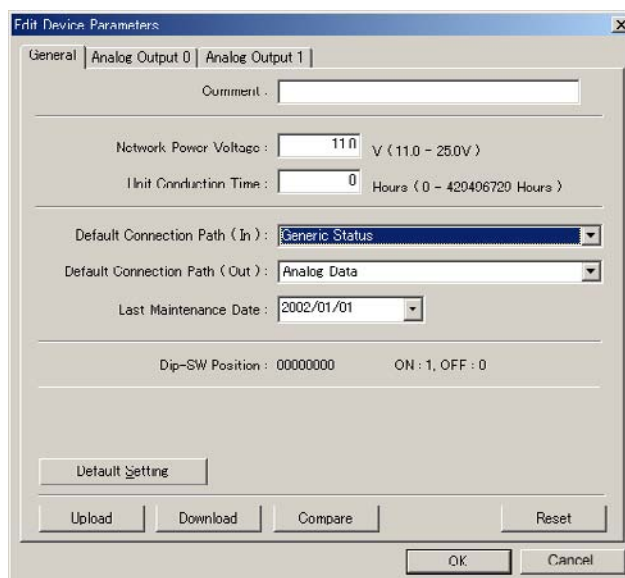 Edit Device Parameters
General Analog Output 0 Analog Output 1
Comment :
Network Power Voltage : 11.0 V ( 11.0 - 25.0V )
Unit Conduction Time : 0 Hours ( 0 - 429496729 Hours )
Default Connection Path ( In ) : Generic Status
Default Connection Path ( Out ) : Analog Data
Last Maintenance Date : 2002/01/01
Dip-SW Position : 00000000 ON : 1, OFF : 0
Default Setting
Upload Download Compare Reset
OK Cancel